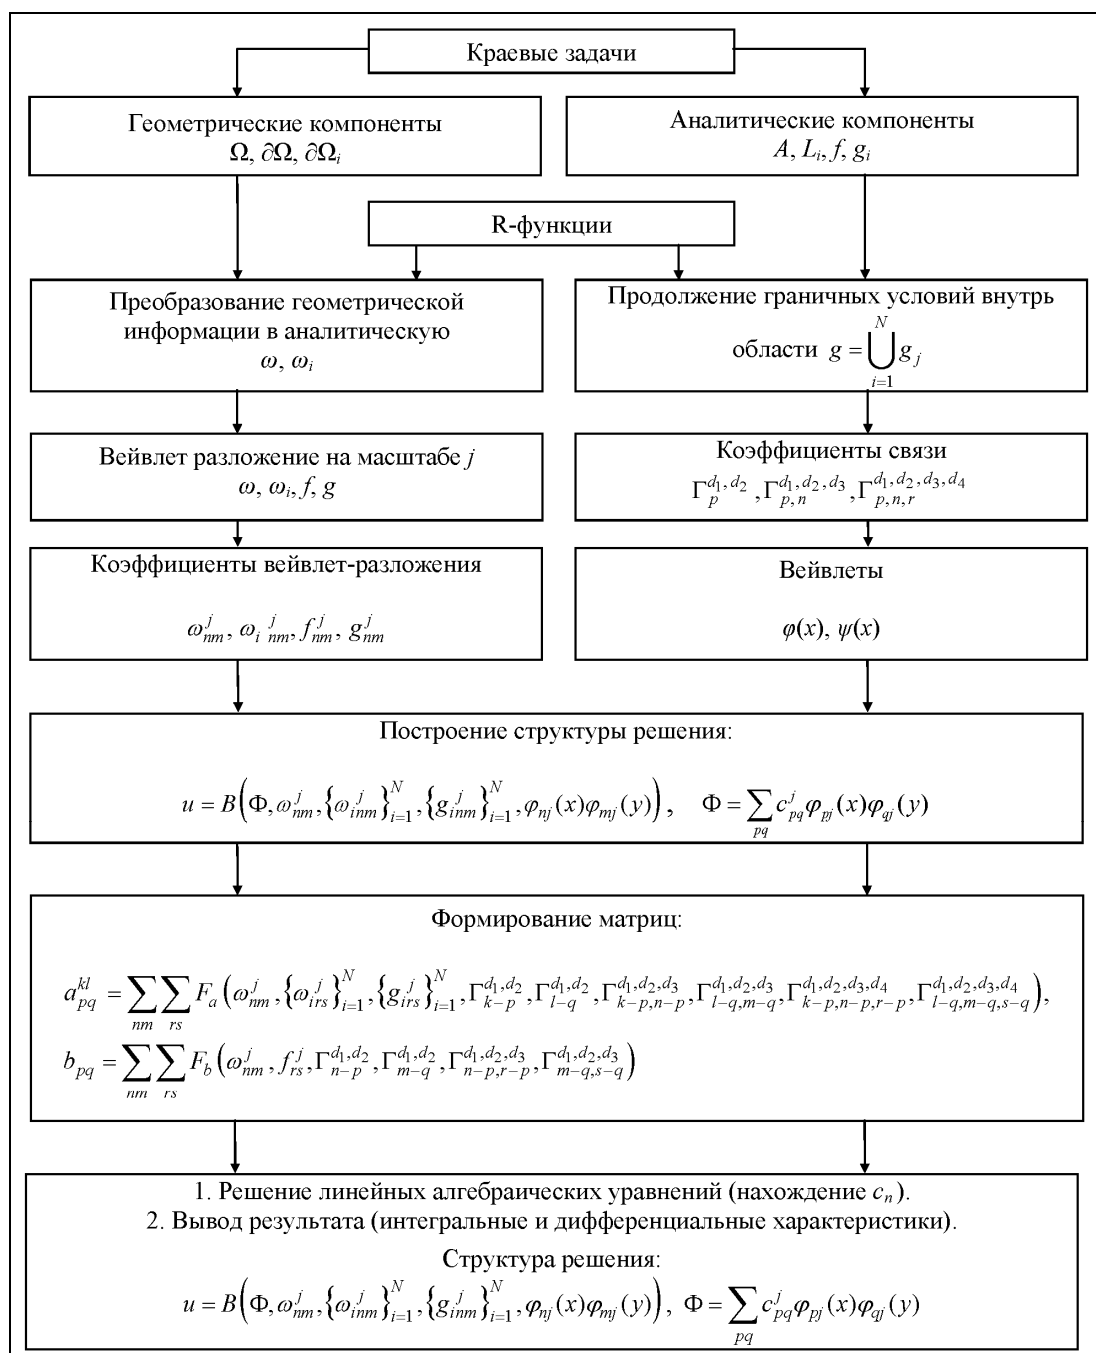 Краевые задачи
Геометрические компоненты
Ω, ∂Ω, ∂Ω_i
Аналитические компоненты
A, L_i, f, g_i
R-функции
Преобразование геометрической
информации в аналитическую
ω, ω_i
Продолжение граничных условий внутрь
области g = ⋃_{i=1}^{N} g_j
Вейвлет разложение на масштабе j
ω, ω_i, f, g
Коэффициенты связи
Γ_p^{d_1,d_2}, Γ_{p,n}^{d_1,d_2,d_3}, Γ_{p,n,r}^{d_1,d_2,d_3,d_4}
Коэффициенты вейвлет-разложения
ω_{nm}^j, ω_i {}_{nm}^j, f_{nm}^j, g_{nm}^j
Вейвлеты
φ(x), ψ(x)
Построение структуры решения:
u = B(Φ, ω_{nm}^j, {ω_{inm}^j}_{i=1}^N, {g_{inm}^j}_{i=1}^N, φ_{nj}(x)φ_{mj}(y)), Φ = ∑_{pq} c_{pq}^j φ_{pj}(x)φ_{qj}(y)
Формирование матриц:
a_{pq}^{kl} = ∑_{nm} ∑_{rs} F_a(ω_{nm}^j, {ω_{irs}^j}_{i=1}^N, {g_{irs}^j}_{i=1}^N, Γ_{k-p}^{d_1,d_2}, Γ_{l-q}^{d_1,d_2}, Γ_{k-p,n-p}^{d_1,d_2,d_3}, Γ_{l-q,m-q}^{d_1,d_2,d_3}, Γ_{k-p,n-p,r-p}^{d_1,d_2,d_3,d_4}, Γ_{l-q,m-q,s-q}^{d_1,d_2,d_3,d_4}),
b_{pq} = ∑_{nm} ∑_{rs} F_b(ω_{nm}^j, f_{rs}^j, Γ_{n-p}^{d_1,d_2}, Γ_{m-q}^{d_1,d_2}, Γ_{n-p,r-p}^{d_1,d_2,d_3}, Γ_{m-q,s-q}^{d_1,d_2,d_3})
1. Решение линейных алгебраических уравнений (нахождение c_n).
2. Вывод результата (интегральные и дифференциальные характеристики).
Структура решения:
u = B(Φ, ω_{nm}^j, {ω_{inm}^j}_{i=1}^N, {g_{inm}^j}_{i=1}^N, φ_{nj}(x)φ_{mj}(y)), Φ = ∑_{pq} c_{pq}^j φ_{pj}(x)φ_{qj}(y)